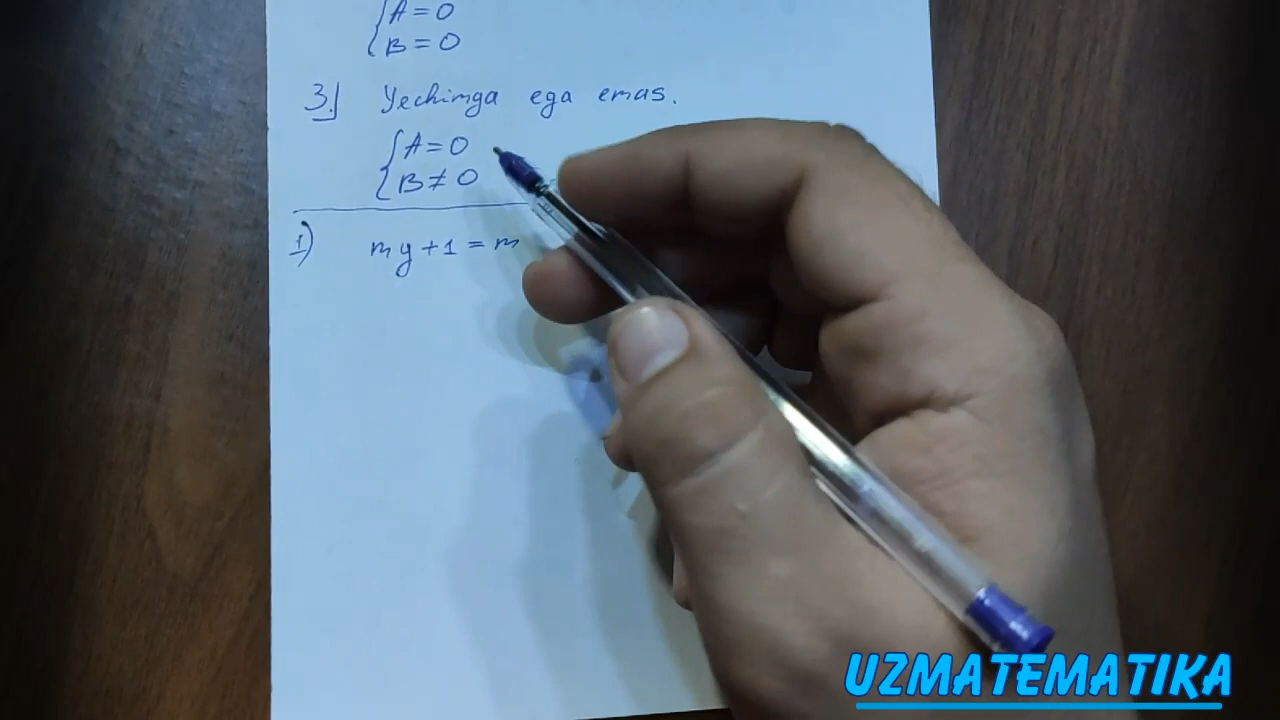 A = 0
B = 0
3.) Yechimga ega emas.
A = 0
B ≠ 0
1) my + 1 = m
UZMATEMATIKA